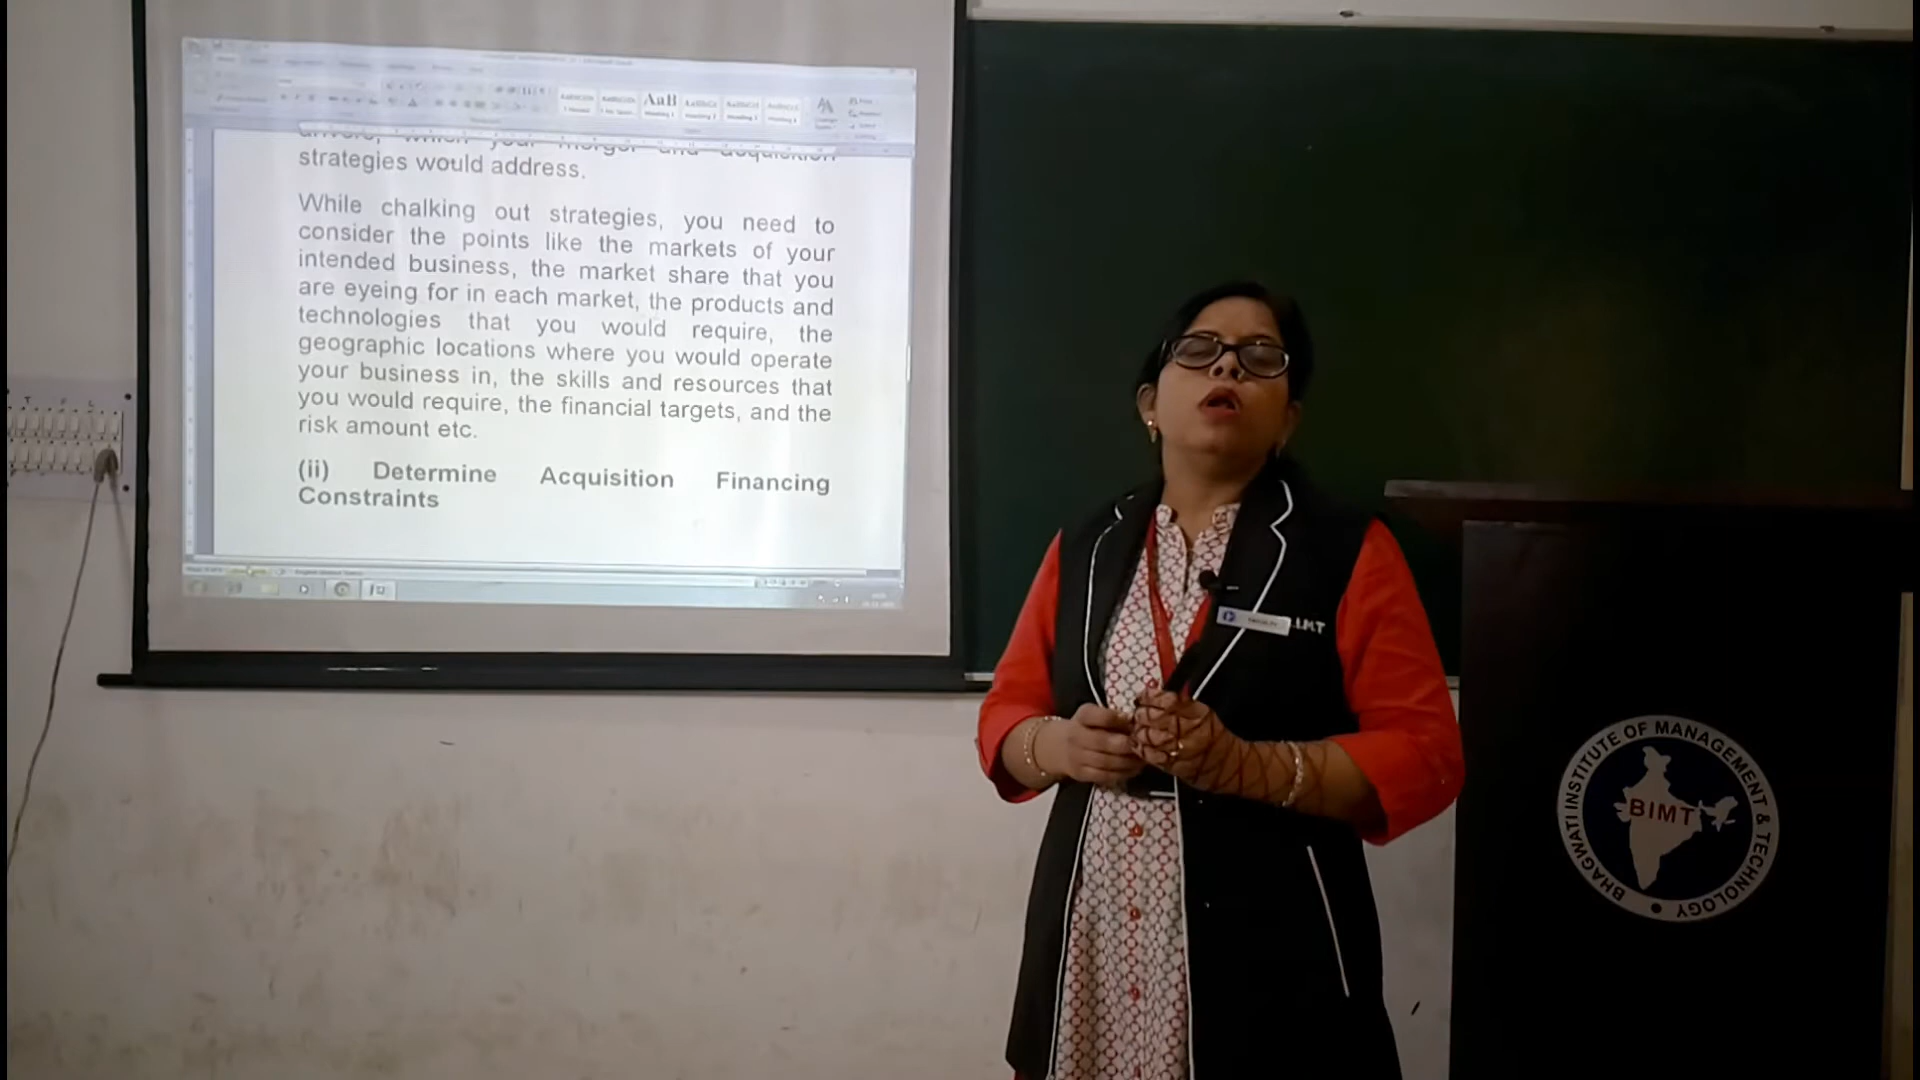 AaB
strategies would address.
While chalking out strategies, you need to
consider the points like the markets of your
intended business, the market share that you
are eyeing for in each market, the products and
technologies that you would require, the
geographic locations where you would operate
your business in, the skills and resources that
you would require, the financial targets, and the
risk amount etc.
(ii) Determine Acquisition Financing
Constraints
I.M.T
BHAGWATI INSTITUTE OF MANAGEMENT & TECHNOLOGY
BIMT